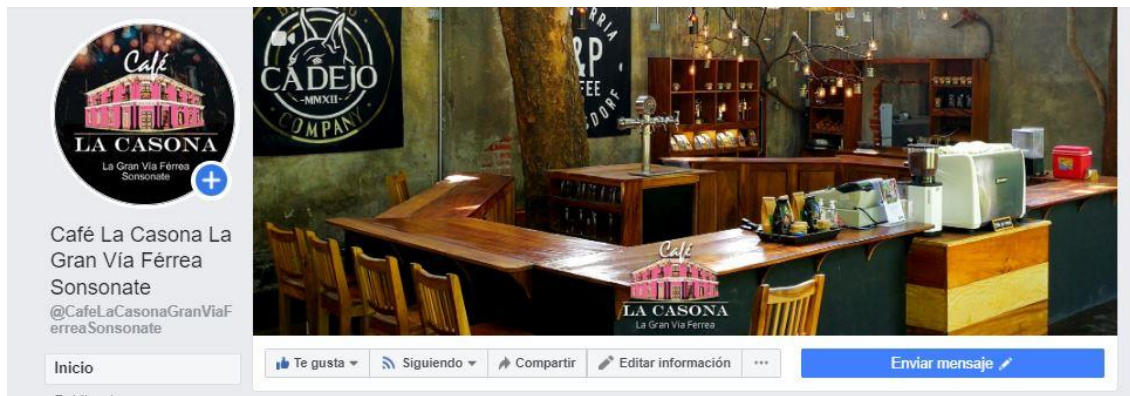 Café
LA CASONA
La Gran Vía Férrea
Sonsonate
Café La Casona La
Gran Vía Férrea
Sonsonate
@CafeLaCasonaGranViaF
erreaSonsonate
Inicio
CADEJO
MMXII
COMPANY
&P
Café
LA CASONA
La Gran Vía Férrea
Te gusta
Siguiendo
Compartir
Editar información
Enviar mensaje